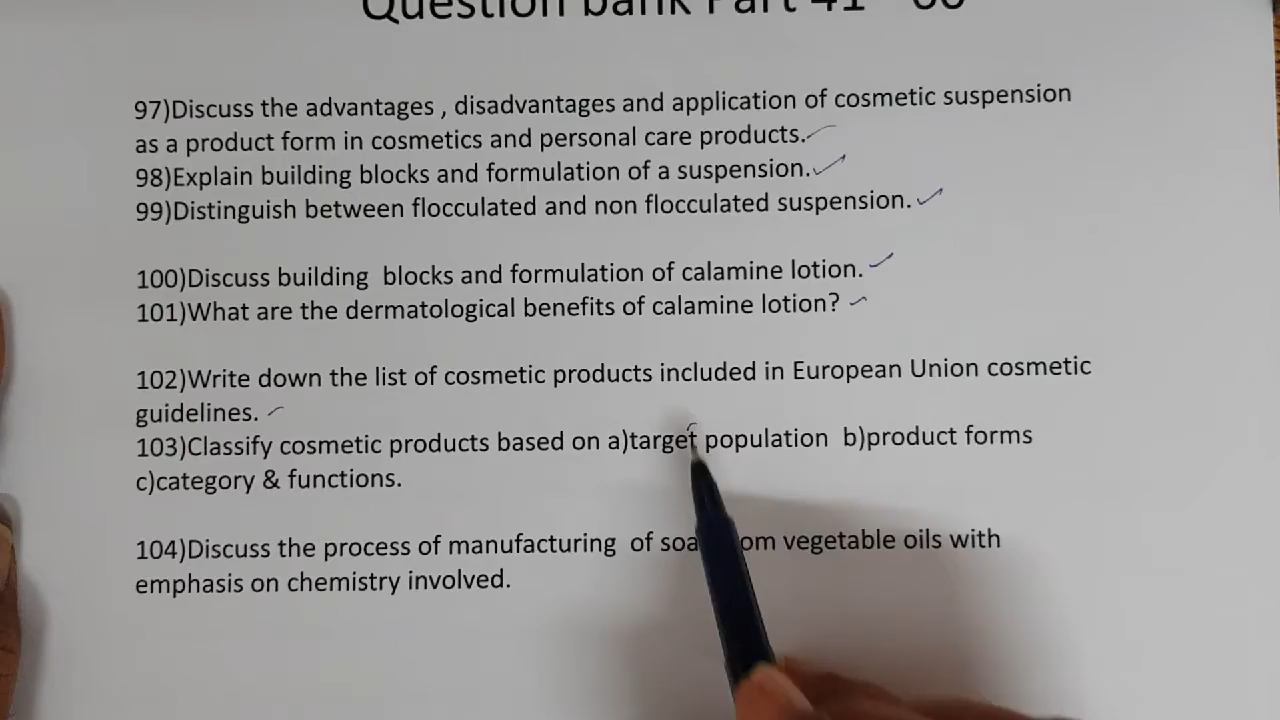 Question bank Part 41
97)Discuss the advantages , disadvantages and application of cosmetic suspension
as a product form in cosmetics and personal care products.
98)Explain building blocks and formulation of a suspension.
99)Distinguish between flocculated and non flocculated suspension.
100)Discuss building blocks and formulation of calamine lotion.
101)What are the dermatological benefits of calamine lotion?
102)Write down the list of cosmetic products included in European Union cosmetic
guidelines.
103)Classify cosmetic products based on a)target population b)product forms
c)category & functions.
104)Discuss the process of manufacturing of vegetable oils with
emphasis on chemistry involved.